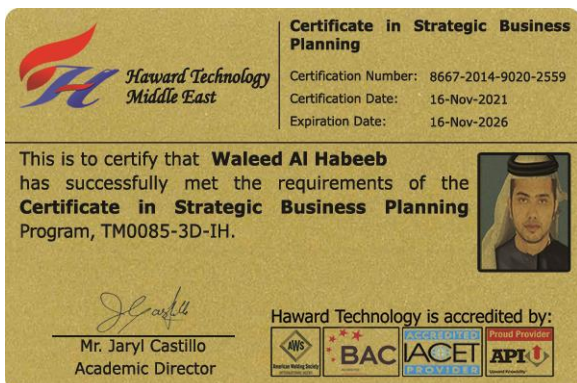 Haward Technology
Middle East
Certificate in Strategic Business
Planning
Certification Number: 8667-2014-9020-2559
Certification Date: 16-Nov-2021
Expiration Date: 16-Nov-2026
This is to certify that Waleed Al Habeeb
has successfully met the requirements of the
Certificate in Strategic Business Planning
Program, TM0085-3D-IH.
Mr. Jaryl Castillo
Academic Director
Haward Technology is accredited by:
AWS
American Welding Society
BAC
ACCREDITED
IACET
PROVIDER
Proud Provider
API